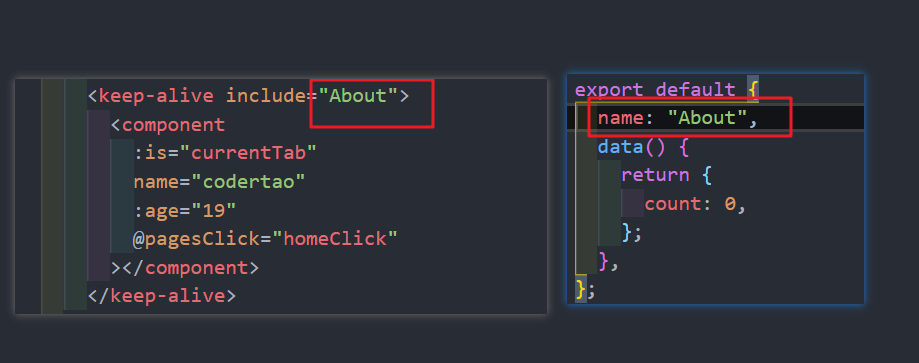 <keep-alive include="About">
<component
:is="currentTab"
name="codertao"
:age="19"
@pagesClick="homeClick"
></component>
</keep-alive>
export default {
name: "About",
data() {
return {
count: 0,
};
},
};